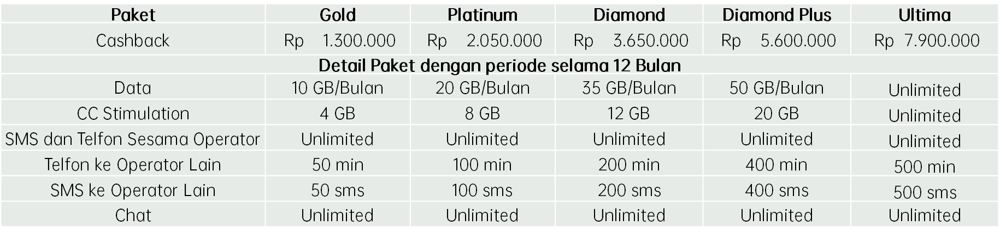 Paket Gold Platinum Diamond Diamond Plus Ultima
Cashback Rp 1.300.000 Rp 2.050.000 Rp 3.650.000 Rp 5.600.000 Rp 7.900.000
Detail Paket dengan periode selama 12 Bulan
Data 10 GB/Bulan 20 GB/Bulan 35 GB/Bulan 50 GB/Bulan Unlimited
CC Stimulation 4 GB 8 GB 12 GB 20 GB Unlimited
SMS dan Telfon Sesama Operator Unlimited Unlimited Unlimited Unlimited Unlimited
Telfon ke Operator Lain 50 min 100 min 200 min 400 min 500 min
SMS ke Operator Lain 50 sms 100 sms 200 sms 400 sms 500 sms
Chat Unlimited Unlimited Unlimited Unlimited Unlimited